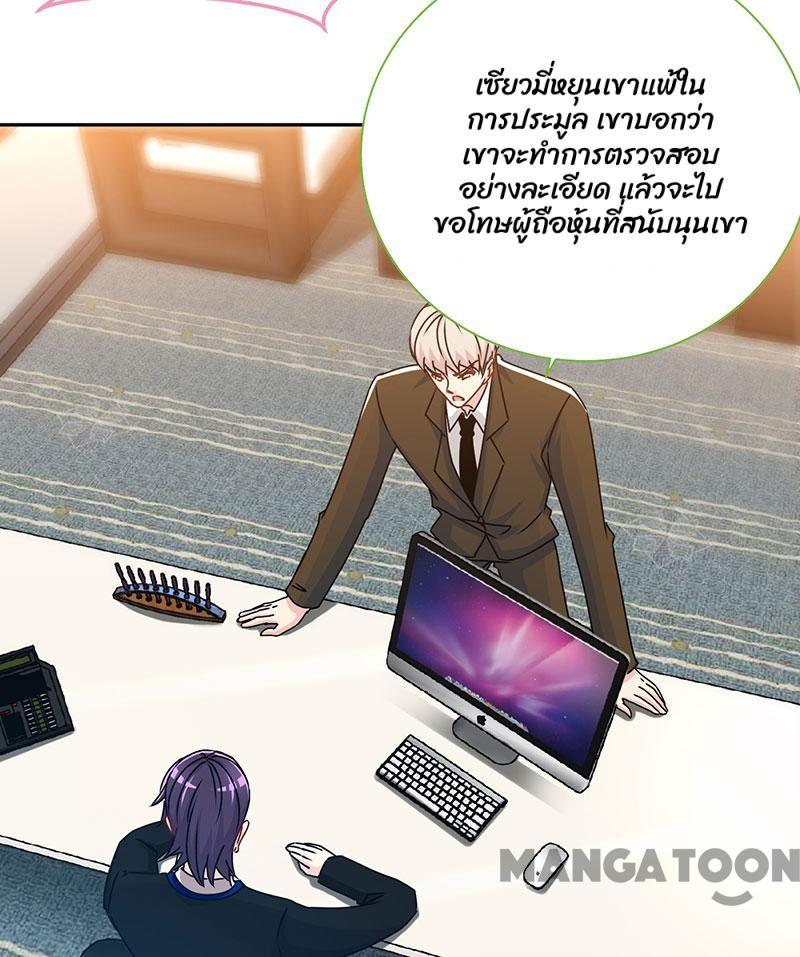 เซียวมี่หยุนเขาแพ้ใน
การประมูล เขาบอกว่า
เขาจะทำการตรวจสอบ
อย่างละเอียด แล้วจะไป
ขอโทษผู้ถือหุ้นที่สนับนุนเขา
MANGATOON